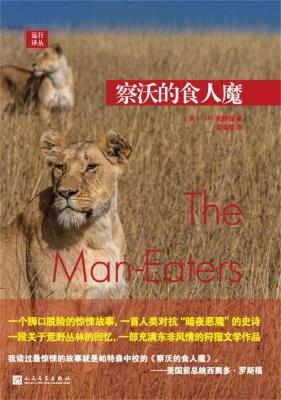 远行
译丛
察沃的食人魔
(英) J.H.帕特森 著
The
Man-Eaters
一个狮口脱险的惊悚故事,一首人类对抗“暗夜恶魔”的史诗
一段关于荒野丛林的回忆,一部充满东非风情的狩猎文学作品
我读过最惊悚的故事就是帕特森中校的《察沃的食人魔》。
——美国前总统西奥多·罗斯福
人民文学出版社